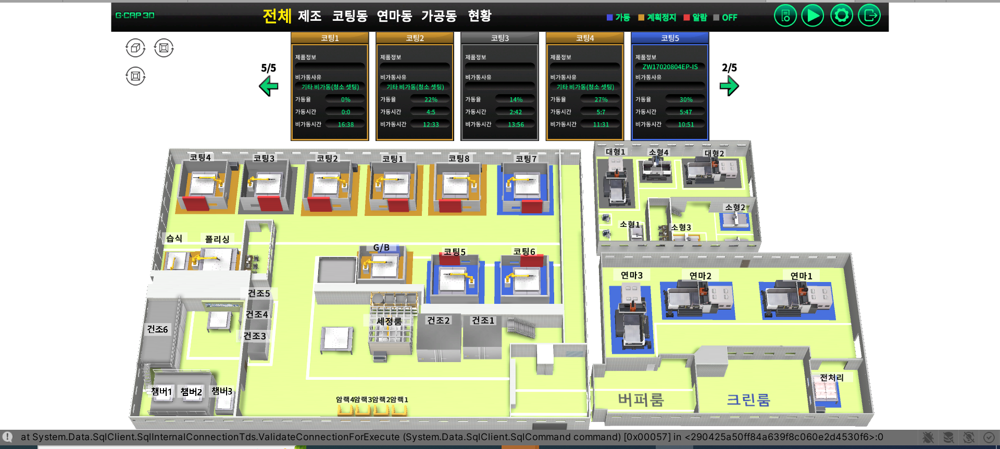 G-CAP 3D
전체 제조 코팅동 연마동 가공동 현황
가동 계획정지 알람 OFF
5/5
2/5
코팅1
제품정보
비가동사유
기타 비가동(청소 셋팅)
가동율 0%
가동시간 0:0
비가동시간 16:38
코팅2
제품정보
비가동사유
기타 비가동(청소 셋팅)
가동율 22%
가동시간 4:5
비가동시간 12:33
코팅3
제품정보
비가동사유
가동율 14%
가동시간 2:42
비가동시간 13:56
코팅4
제품정보
비가동사유
기타 비가동(청소 셋팅)
가동율 27%
가동시간 5:7
비가동시간 11:31
코팅5
제품정보
ZW17020804EP-IS
비가동사유
가동율 30%
가동시간 5:47
비가동시간 10:51
코팅4 코팅3 코팅2 코팅1 코팅8 코팅7
대형1 소형4 대형2
소형2
소형1 소형3
습식 폴리싱 G/B 코팅5 코팅6
연마3 연마2 연마1
건조5
건조4
건조6 건조3 세정룸 건조2 건조1
챔버1 챔버2 챔버3
암랙4암랙3암랙2암랙1
전처리
버퍼룸 크린룸
at System.Data.SqlClient.SqlInternalConnectionTds.ValidateConnectionForExecute (System.Data.SqlClient.SqlCommand command) [0x00057] in <290425a50ff84a639f8c060e2d4530f6>:0